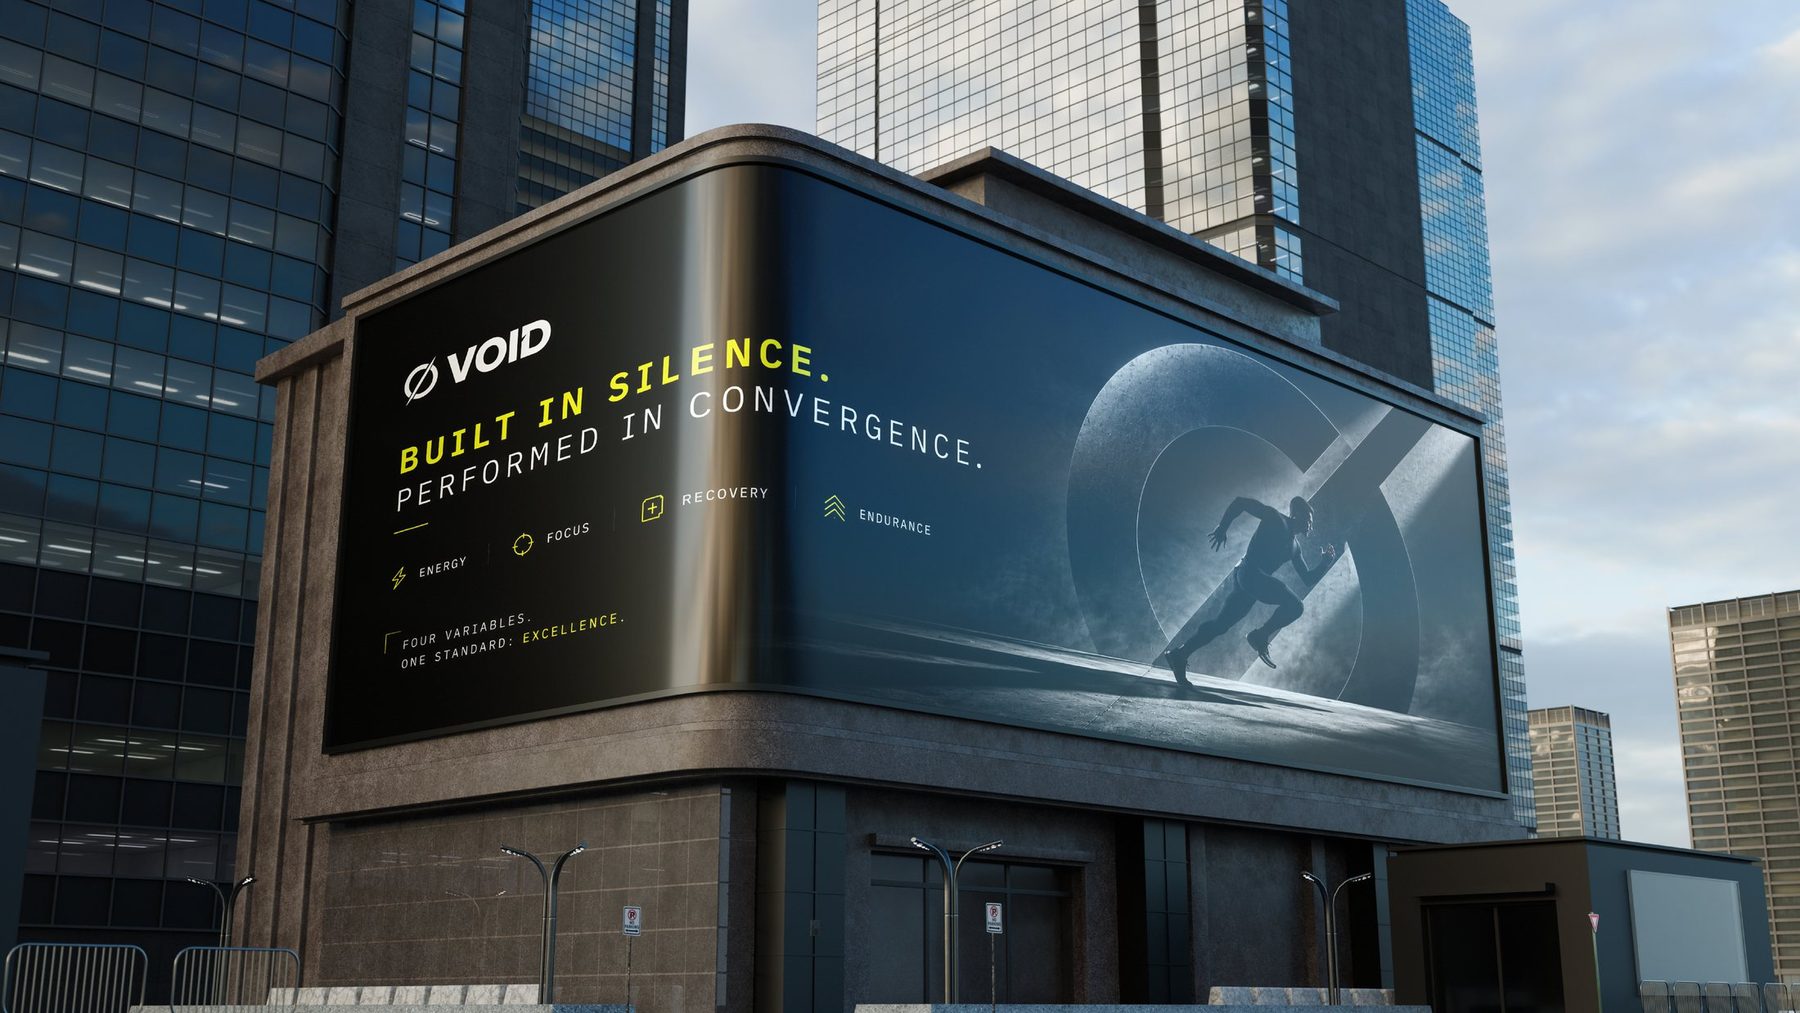 VOID
BUILT IN SILENCE.
PERFORMED IN CONVERGENCE.
ENERGY
FOCUS
RECOVERY
ENDURANCE
FOUR VARIABLES.
ONE STANDARD: EXCELLENCE.